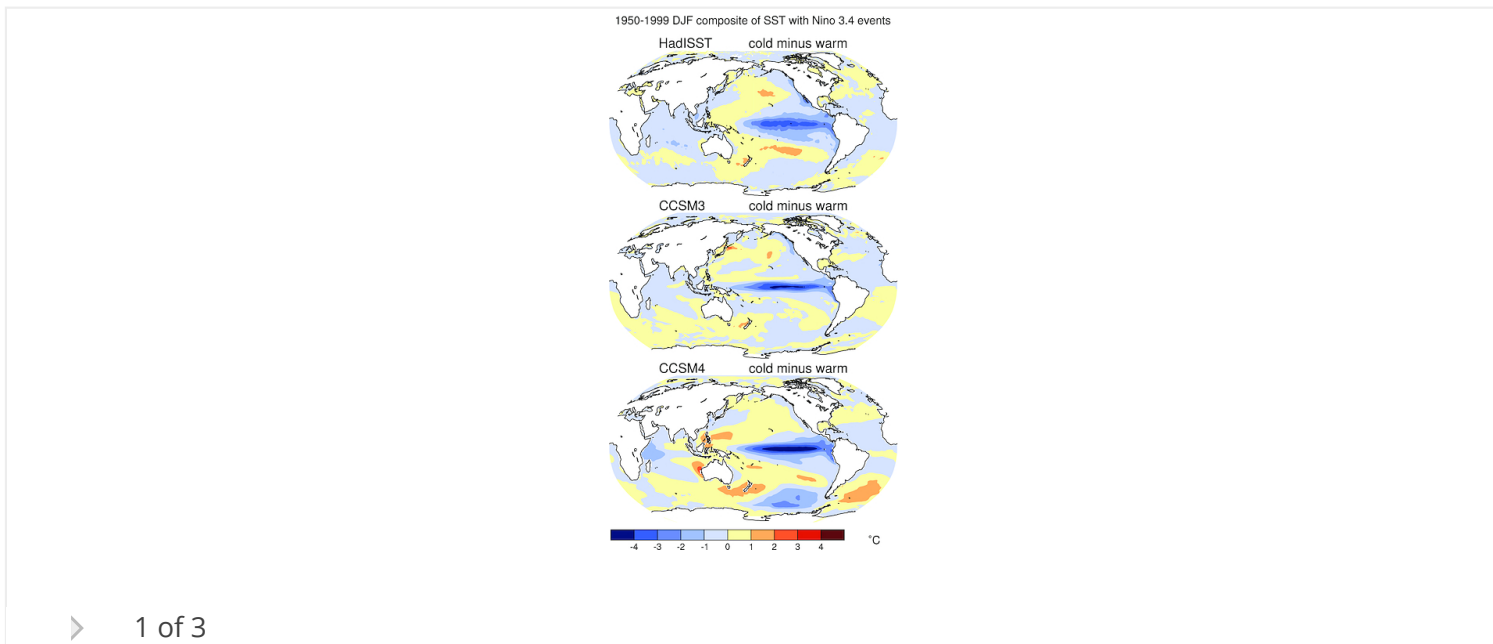 1950-1999 DJF composite of SST with Nino 3.4 events
HadISST cold minus warm
CCSM3 cold minus warm
CCSM4 cold minus warm
-4 -3 -2 -1 0 1 2 3 4 °C
1 of 3